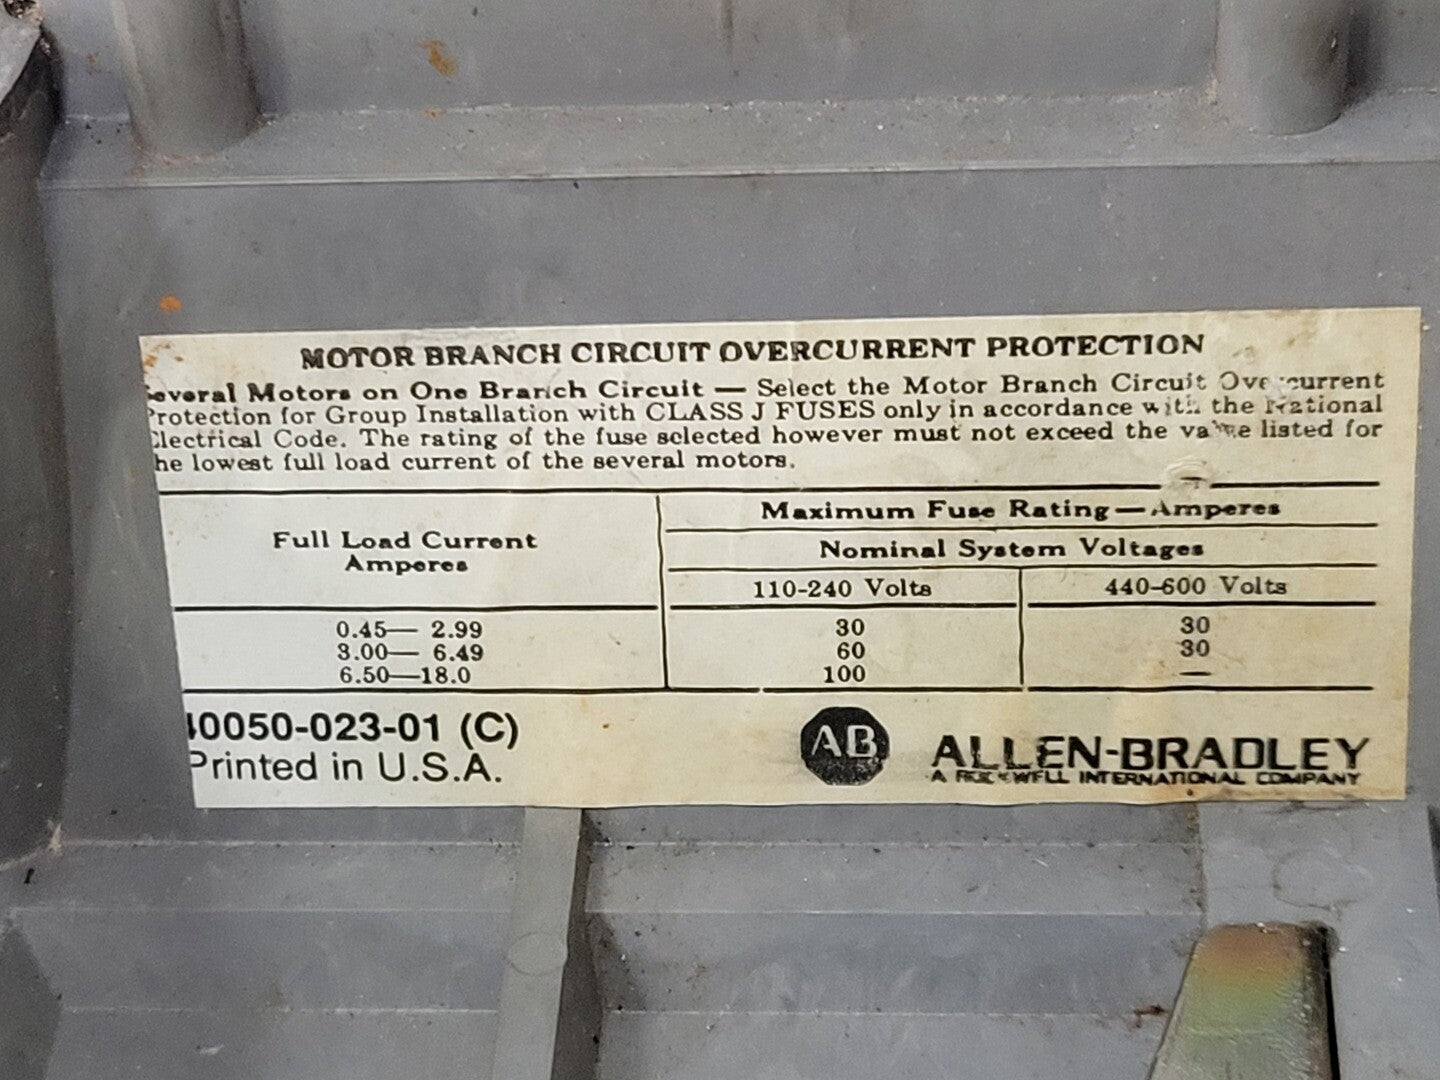 MOTOR BRANCH CIRCUIT OVERCURRENT PROTECTION
everal Motors on One Branch Circuit — Select the Motor Branch Circuit Overcurrent
Protection for Group Installation with CLASS J FUSES only in accordance with the National
Electrical Code. The rating of the fuse selected however must not exceed the value listed for
he lowest full load current of the several motors.
Maximum Fuse Rating—Amperes
Full Load Current
Amperes
Nominal System Voltages
110-240 Volts 440-600 Volts
0.45— 2.99 30 30
3.00— 6.49 60 30
6.50—18.0 100 —
40050-023-01 (C)
Printed in U.S.A.
AB ALLEN-BRADLEY
A ROCKWELL INTERNATIONAL COMPANY